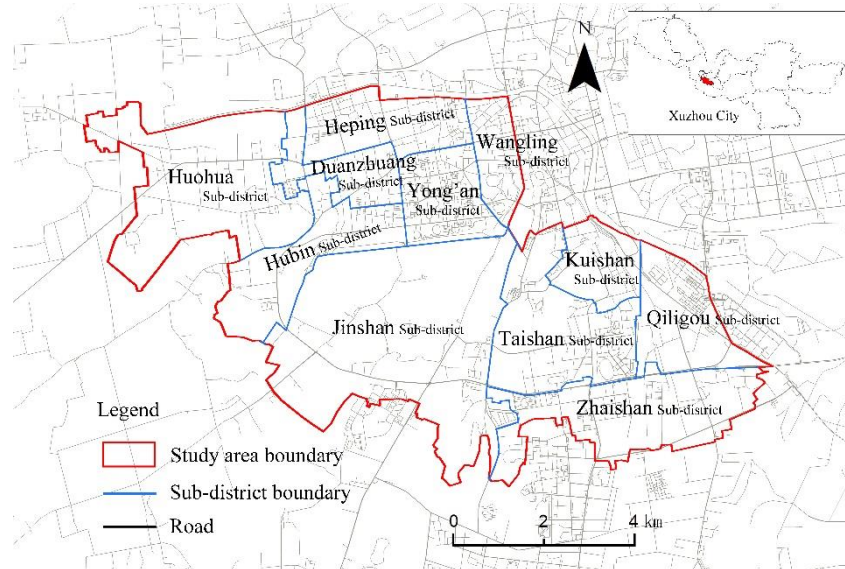 N
Xuzhou City
Heping Sub-district
Wangling
Sub-district
Duanzbuang
Sub-district
Huohua
Sub-district
Yong'an
Sub-district
Hubin Sub-district
Kuishan
Sub-district
Qiligou Sub-district
Jinshan Sub-district
Taishan Sub-district
Zhaishan Sub-district
Legend
Study area boundary
Sub-district boundary
Road
0 2 4 km